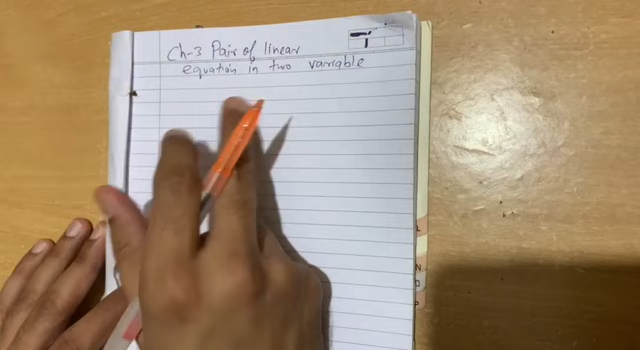 Ch-3 Pair of linear
equation in two variable
L
N
O
P